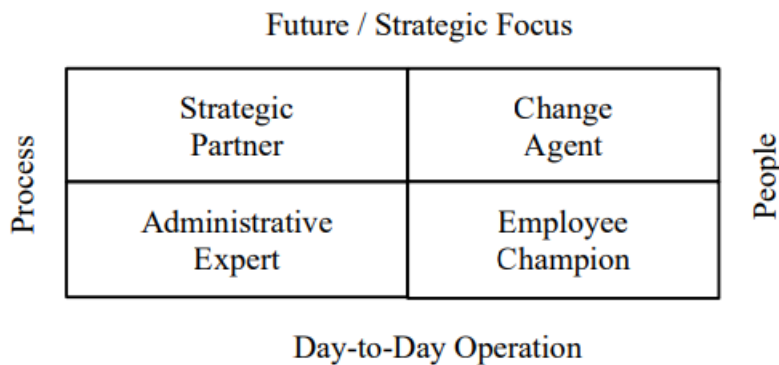 Future / Strategic Focus
Process
Strategic
Partner
Change
Agent
People
Administrative
Expert
Employee
Champion
Day-to-Day Operation